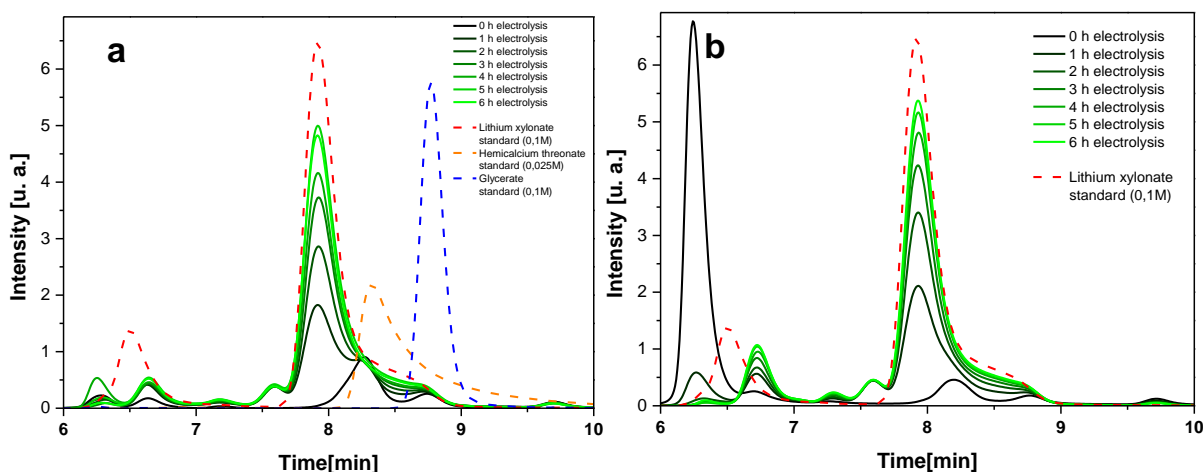 a
0 h electrolysis
1 h electrolysis
2 h electrolysis
3 h electrolysis
4 h electrolysis
5 h electrolysis
6 h electrolysis
Lithium xylonate
standard (0,1M)
Hemicalcium threonate
standard (0,025M)
Glycerate
standard (0,1M)
Intensity [u. a.]
6
5
4
3
2
1
0
6 7 8 9 10
Time[min]
b
0 h electrolysis
1 h electrolysis
2 h electrolysis
3 h electrolysis
4 h electrolysis
5 h electrolysis
6 h electrolysis
Lithium xylonate
standard (0,1M)
Intensity [u. a.]
6
5
4
3
2
1
0
6 7 8 9 10
Time[min]